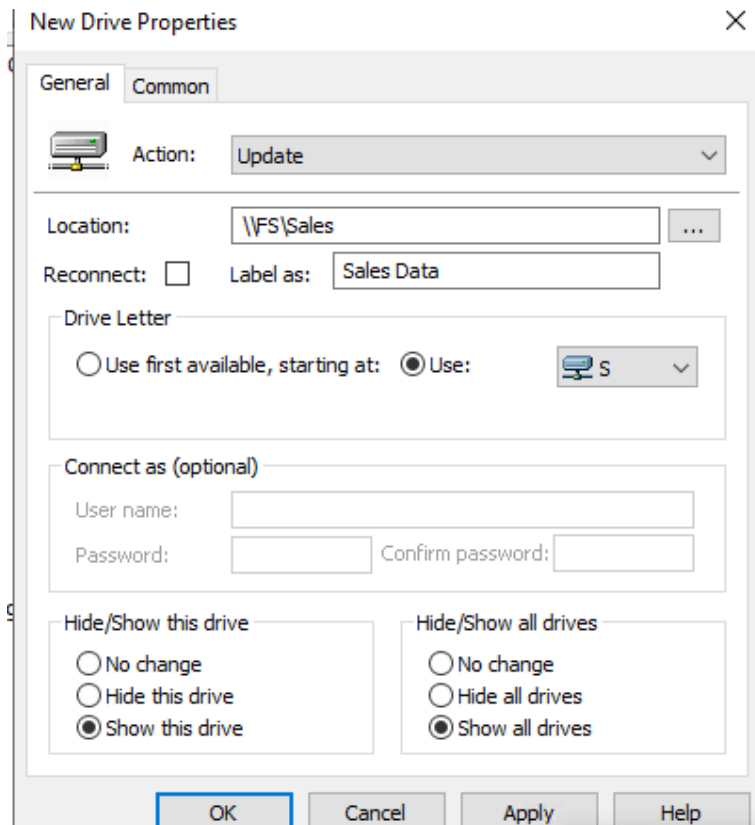 New Drive Properties
General Common
Action: Update
Location: \\FS\Sales ...
Reconnect: Label as: Sales Data
Drive Letter
Use first available, starting at: Use: S
Connect as (optional)
User name:
Password: Confirm password:
Hide/Show this drive Hide/Show all drives
No change No change
Hide this drive Hide all drives
Show this drive Show all drives
OK Cancel Apply Help